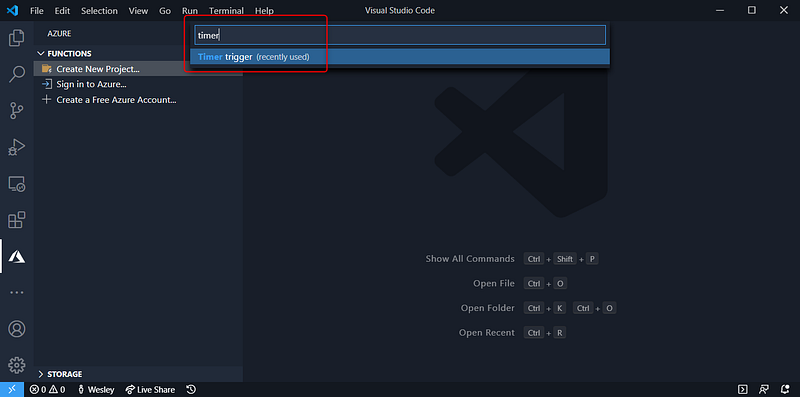 File Edit Selection View Go Run Terminal Help Visual Studio Code
AZURE
timer
FUNCTIONS
Timer trigger (recently used)
Create New Project...
Sign in to Azure...
Create a Free Azure Account...
Show All Commands Ctrl + Shift + P
Open File Ctrl + O
Open Folder Ctrl + K Ctrl + O
Open Recent Ctrl + R
STORAGE
0 0 Wesley Live Share